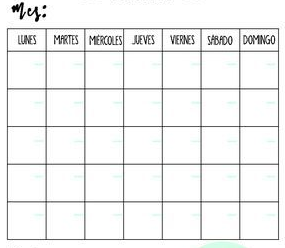 Mes:
LUNES MARTES MIÉRCOLES JUEVES VIERNES SÁBADO DOMINGO